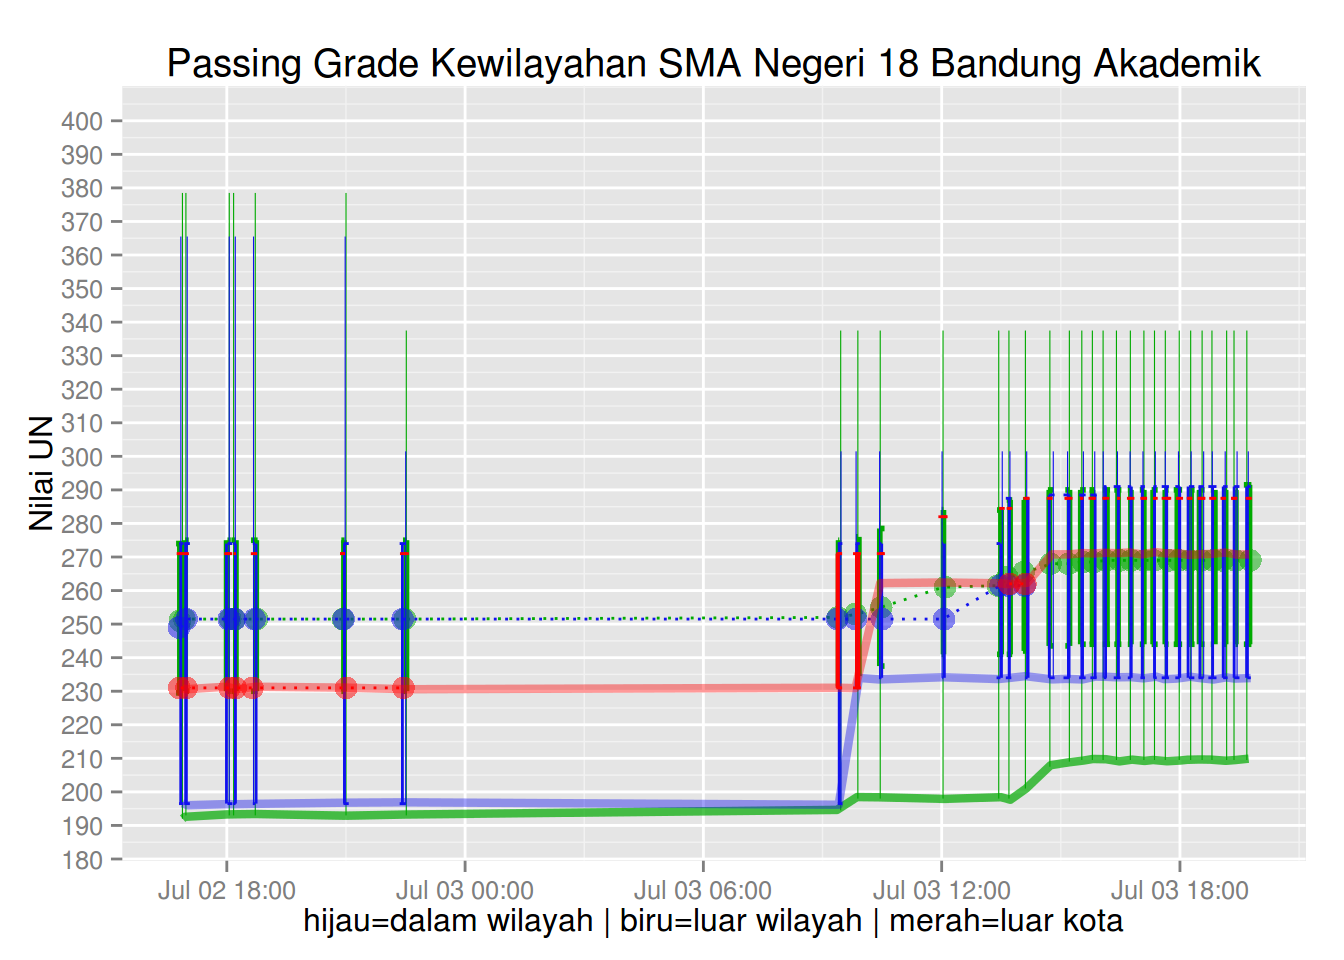 Passing Grade Kewilayahan SMA Negeri 18 Bandung Akademik
400
390
380
370
360
350
340
330
320
310
300
290
280
270
260
250
240
230
220
210
200
190
180
Nilai UN
Jul 02 18:00
Jul 03 00:00
Jul 03 06:00
Jul 03 12:00
Jul 03 18:00
hijau=dalam wilayah | biru=luar wilayah | merah=luar kota